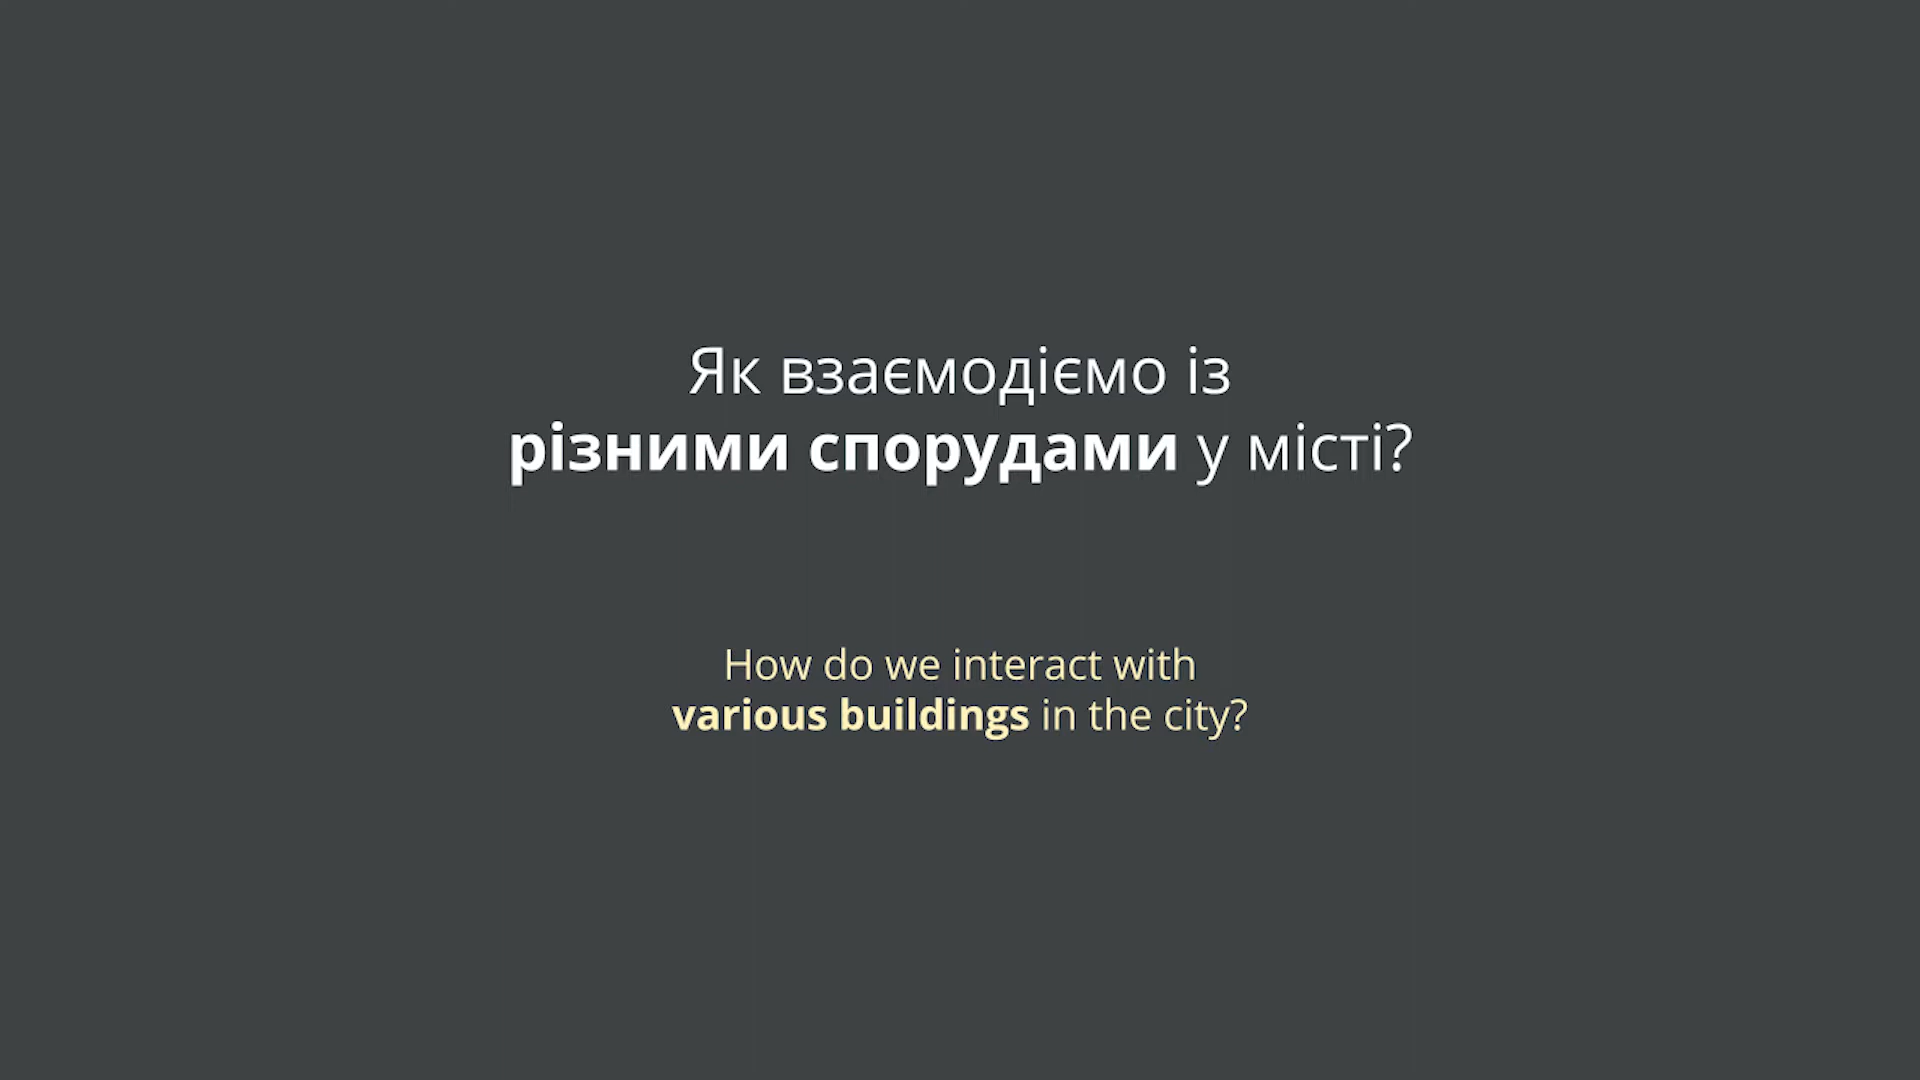 Як взаємодіємо із
різними спорудами у місті?
How do we interact with
various buildings in the city?